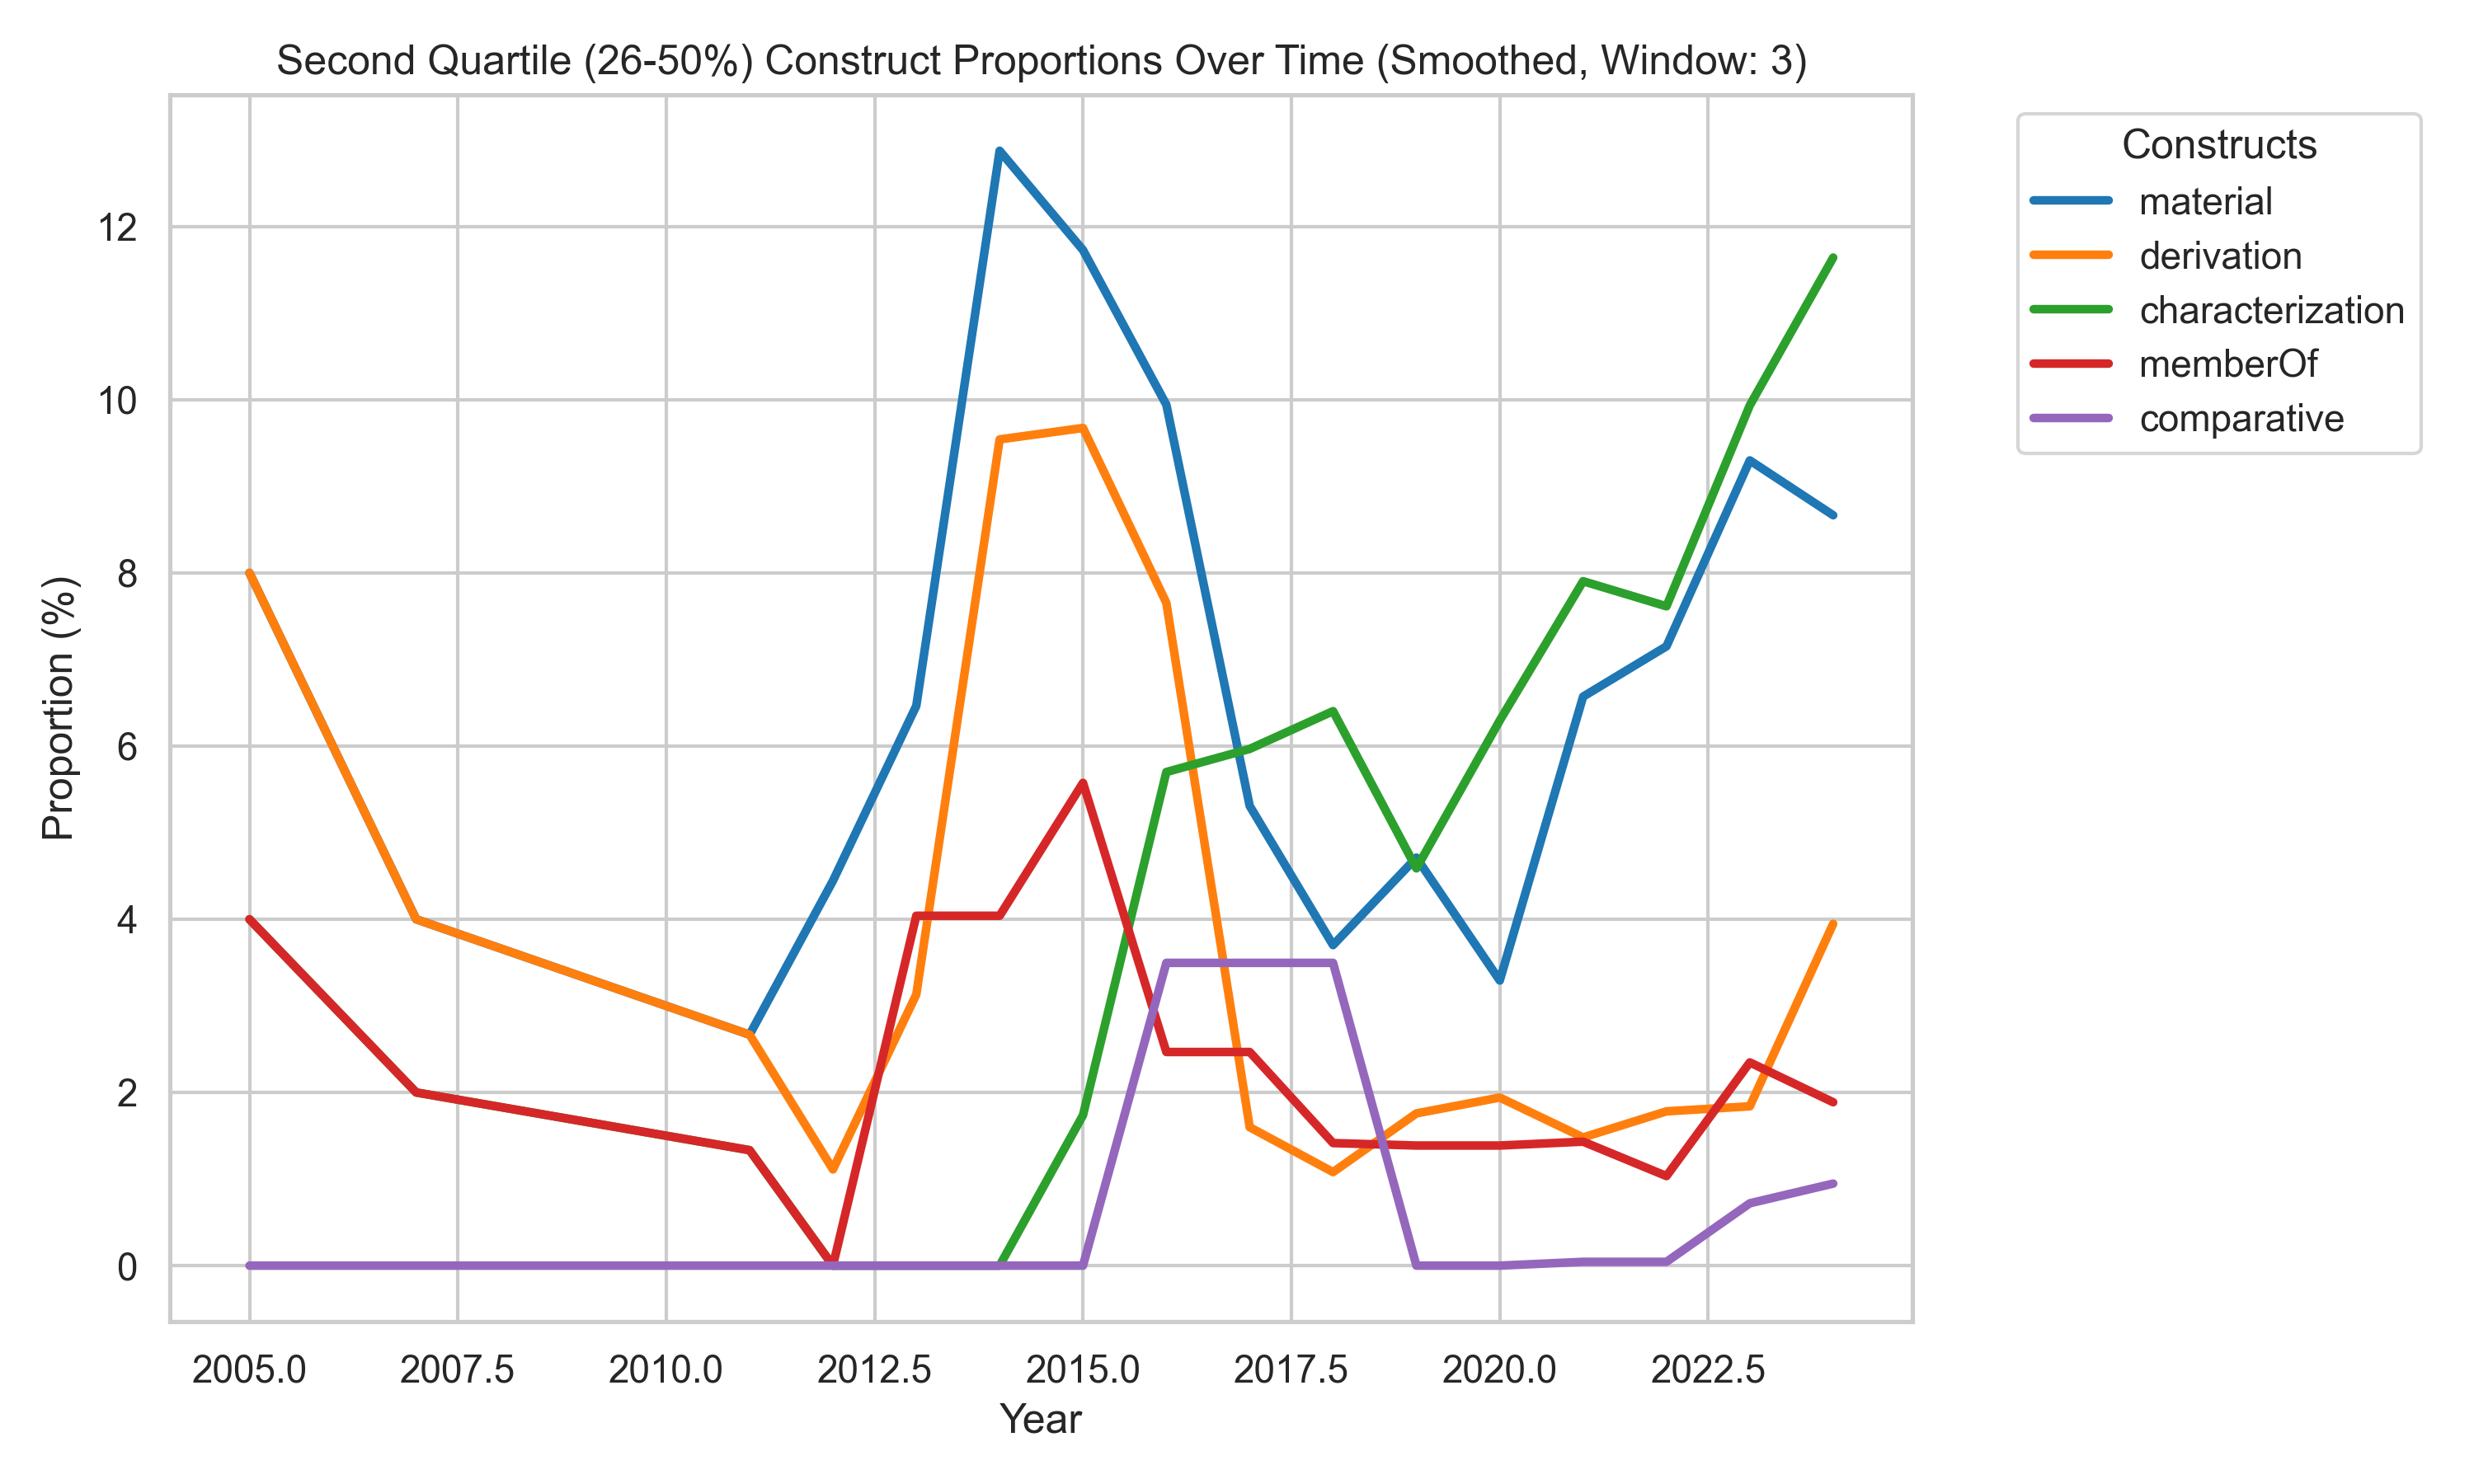 Second Quartile (26-50%) Construct Proportions Over Time (Smoothed, Window: 3)
Constructs
material
derivation
characterization
memberOf
comparative
Proportion (%)
12
10
8
6
4
2
0
2005.0 2007.5 2010.0 2012.5 2015.0 2017.5 2020.0 2022.5
Year